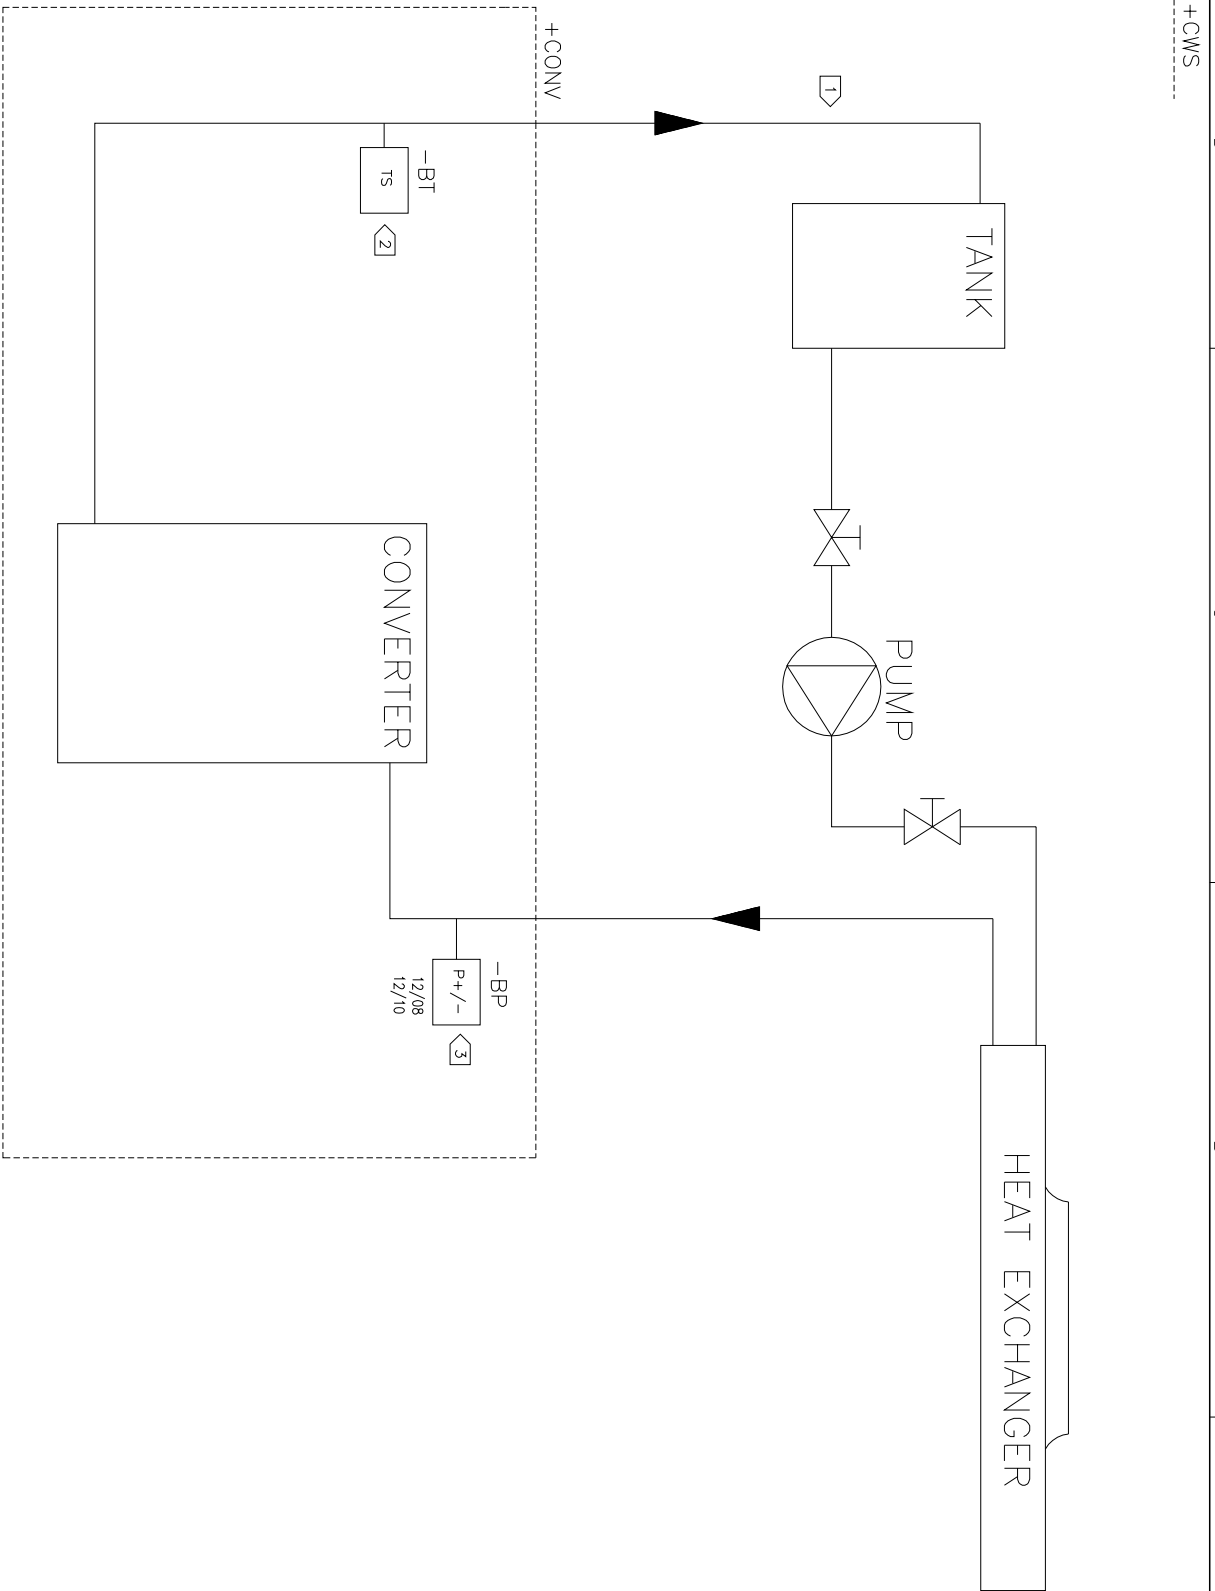 +CWS
1
TANK
PUMP
HEAT EXCHANGER
+CONV
-BT
TS
2
CONVERTER
-BP
P+/-
12/08
12/10
3